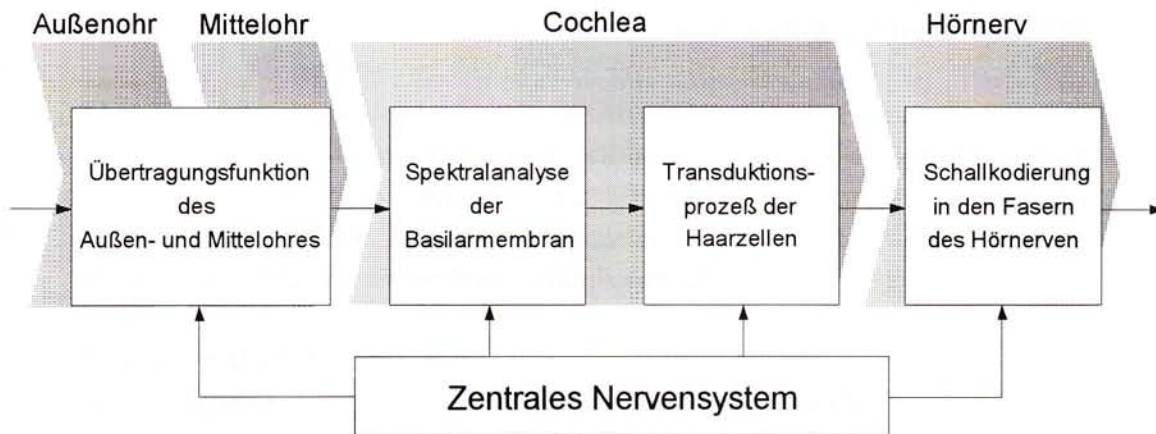 Außenohr
Mittelohr
Cochlea
Hörnerv
Übertragungsfunktion
des
Außen- und Mittelohres
Spektralanalyse
der
Basilarmembran
Transduktions-
prozeß der
Haarzellen
Schallkodierung
in den Fasern
des Hörnerven
Zentrales Nervensystem